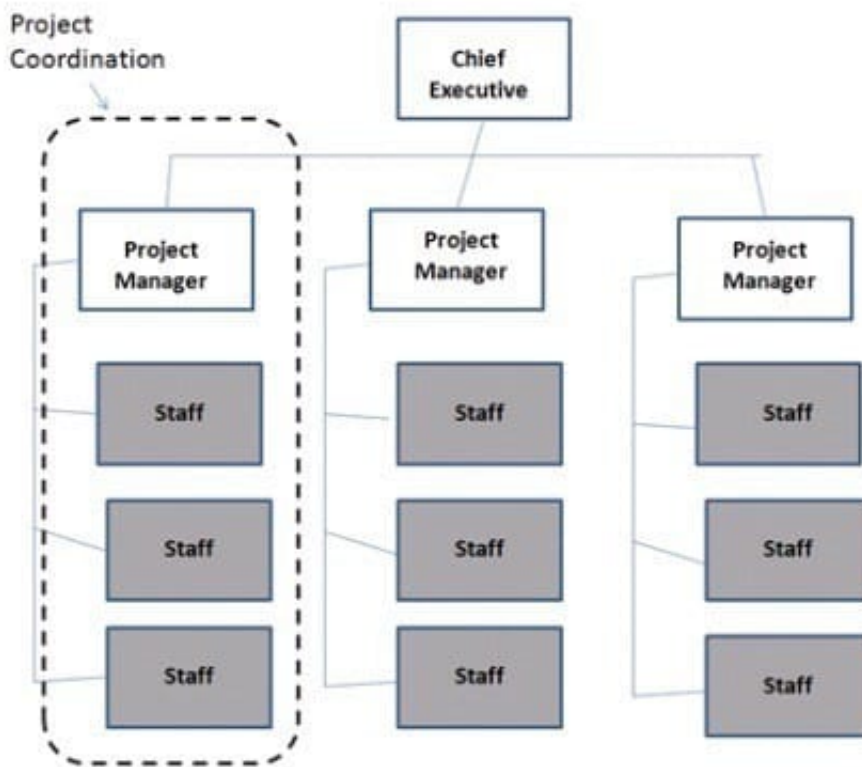 Project
Coordination
Chief
Executive
Project
Manager
Project
Manager
Project
Manager
Staff
Staff
Staff
Staff
Staff
Staff
Staff
Staff
Staff